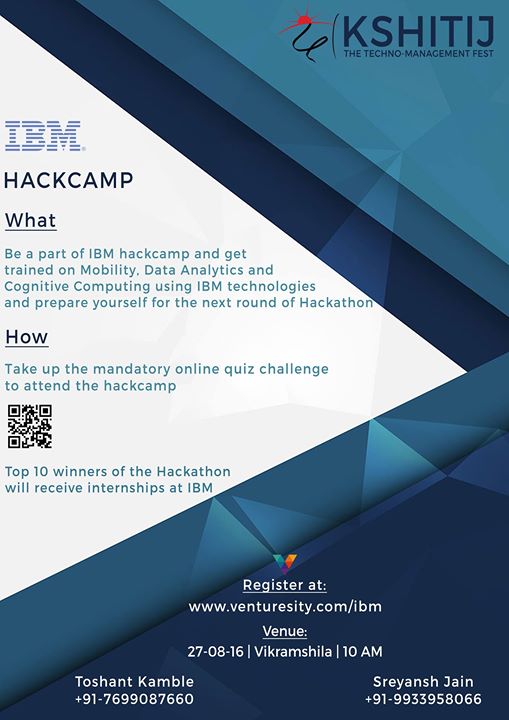 KSHITIJ
THE TECHNO-MANAGEMENT FEST
IBM
HACKCAMP
What
Be a part of IBM hackcamp and get
trained on Mobility, Data Analytics and
Cognitive Computing using IBM technologies
and prepare yourself for the next round of Hackathon
How
Take up the mandatory online quiz challenge
to attend the hackcamp
Top 10 winners of the Hackathon
will receive internships at IBM
Register at:
www.venturesity.com/ibm
Venue:
27-08-16 | Vikramshila | 10 AM
Toshant Kamble
+91-7699087660
Sreyansh Jain
+91-9933958066